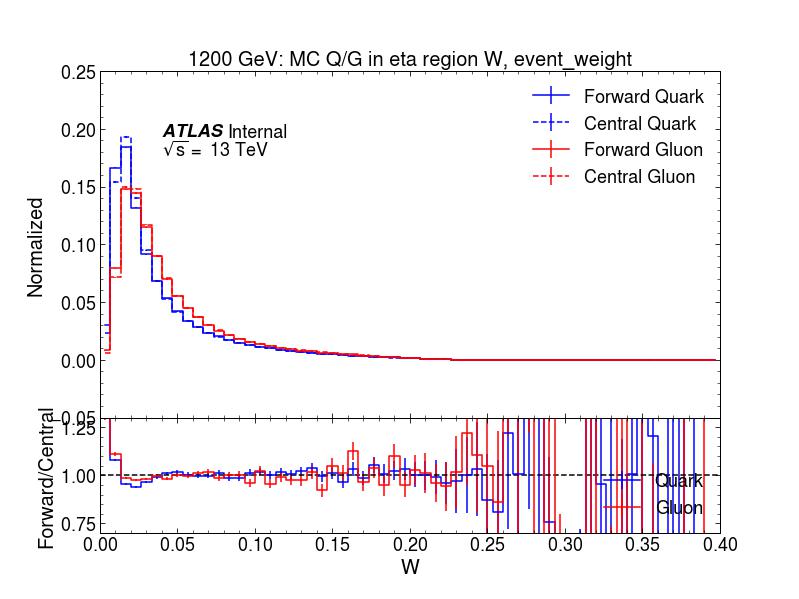 1200 GeV: MC Q/G in eta region W, event_weight
0.25
0.20
0.15
0.10
0.05
0.00
0.05
Normalized
ATLAS Internal
√s = 13 TeV
Forward Quark
Central Quark
Forward Gluon
Central Gluon
1.25
1.00
0.75
Forward/Central
Quark
Gluon
0.00 0.05 0.10 0.15 0.20 0.25 0.30 0.35 0.40
W